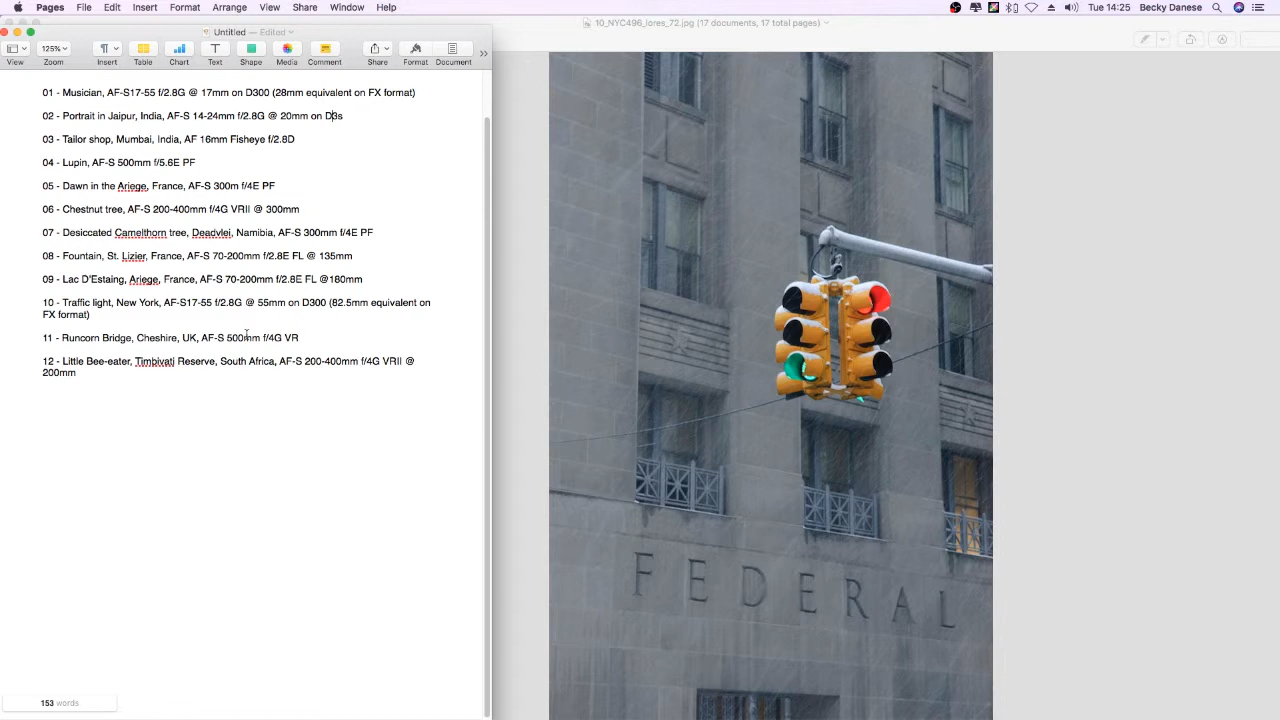 Pages File Edit Insert Format Arrange View Share Window Help Tue 14:25 Becky Danese
Untitled — Edited
10_NYC496_lores_72.jpg (17 documents, 17 total pages)
125%
View Zoom Insert Table Chart Text Shape Media Comment Share Format Document
01 - Musician, AF-S17-55 f/2.8G @ 17mm on D300 (28mm equivalent on FX format)
02 - Portrait in Jaipur, India, AF-S 14-24mm f/2.8G @ 20mm on D3s
03 - Tailor shop, Mumbai, India, AF 16mm Fisheye f/2.8D
04 - Lupin, AF-S 500mm f/5.6E PF
05 - Dawn in the Ariege, France, AF-S 300m f/4E PF
06 - Chestnut tree, AF-S 200-400mm f/4G VRII @ 300mm
07 - Desiccated Camelthorn tree, Deadvlei, Namibia, AF-S 300mm f/4E PF
08 - Fountain, St. Lizier, France, AF-S 70-200mm f/2.8E FL @ 135mm
09 - Lac D'Estaing, Ariege, France, AF-S 70-200mm f/2.8E FL @180mm
10 - Traffic light, New York, AF-S17-55 f/2.8G @ 55mm on D300 (82.5mm equivalent on
FX format)
11 - Runcorn Bridge, Cheshire, UK, AF-S 500mm f/4G VR
12 - Little Bee-eater, Timbivati Reserve, South Africa, AF-S 200-400mm f/4G VRII @
200mm
FEDERAL
153 words